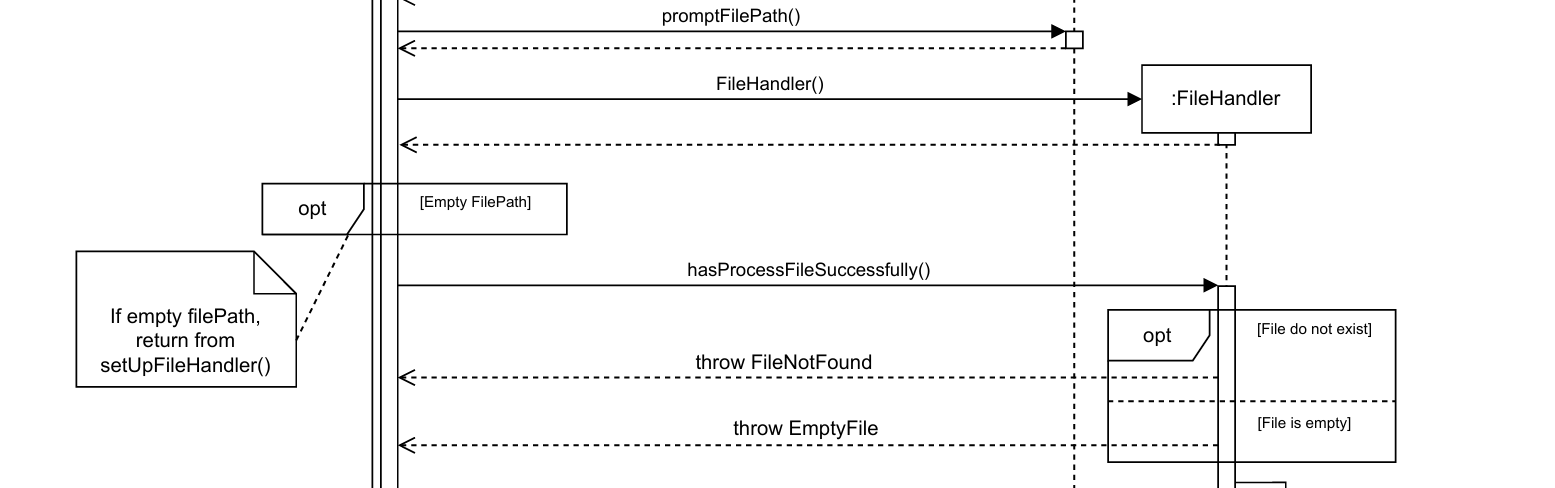 promptFilePath()
FileHandler()
:FileHandler
opt
[Empty FilePath]
hasProcessFileSuccessfully()
If empty filePath,
return from
setUpFileHandler()
opt
[File do not exist]
throw FileNotFound
throw EmptyFile
[File is empty]